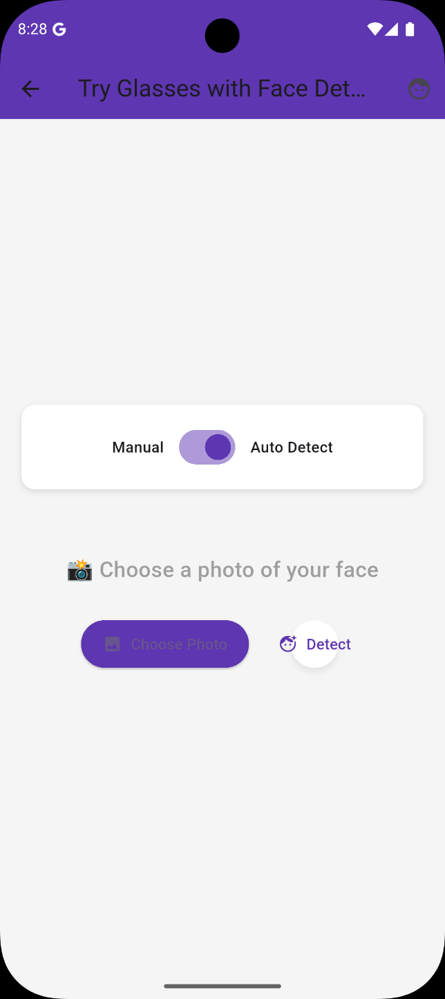 8:28
Try Glasses with Face Det...
Manual
Auto Detect
📸 Choose a photo of your face
Choose Photo
Detect